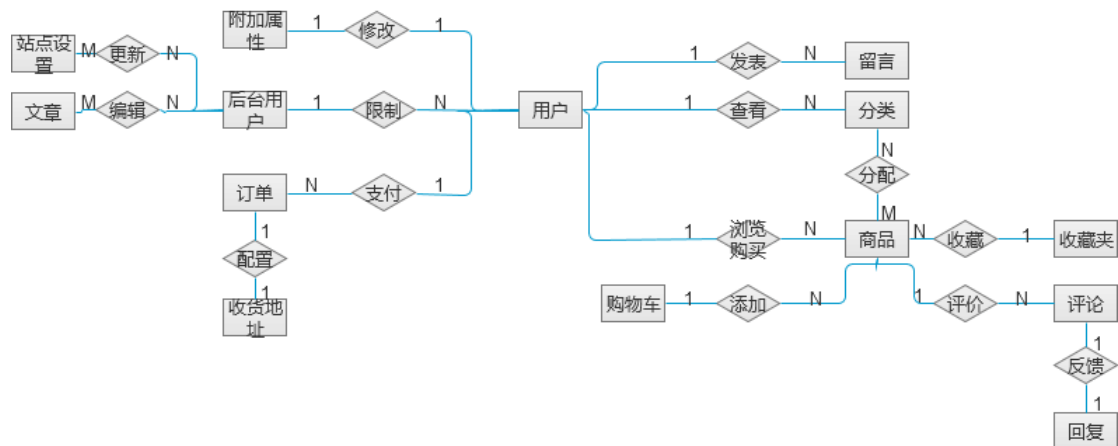 附加属性
1
修改
1
站点设置
M
更新
N
1
发表
N
留言
文章
M
编辑
N
后台用户
1
限制
N
用户
1
查看
N
分类
N
分配
M
订单
N
支付
1
1
配置
1
收货地址
1
浏览
购买
N
商品
N
收藏
1
收藏夹
购物车
1
添加
N
1
评价
N
评论
1
反馈
1
回复